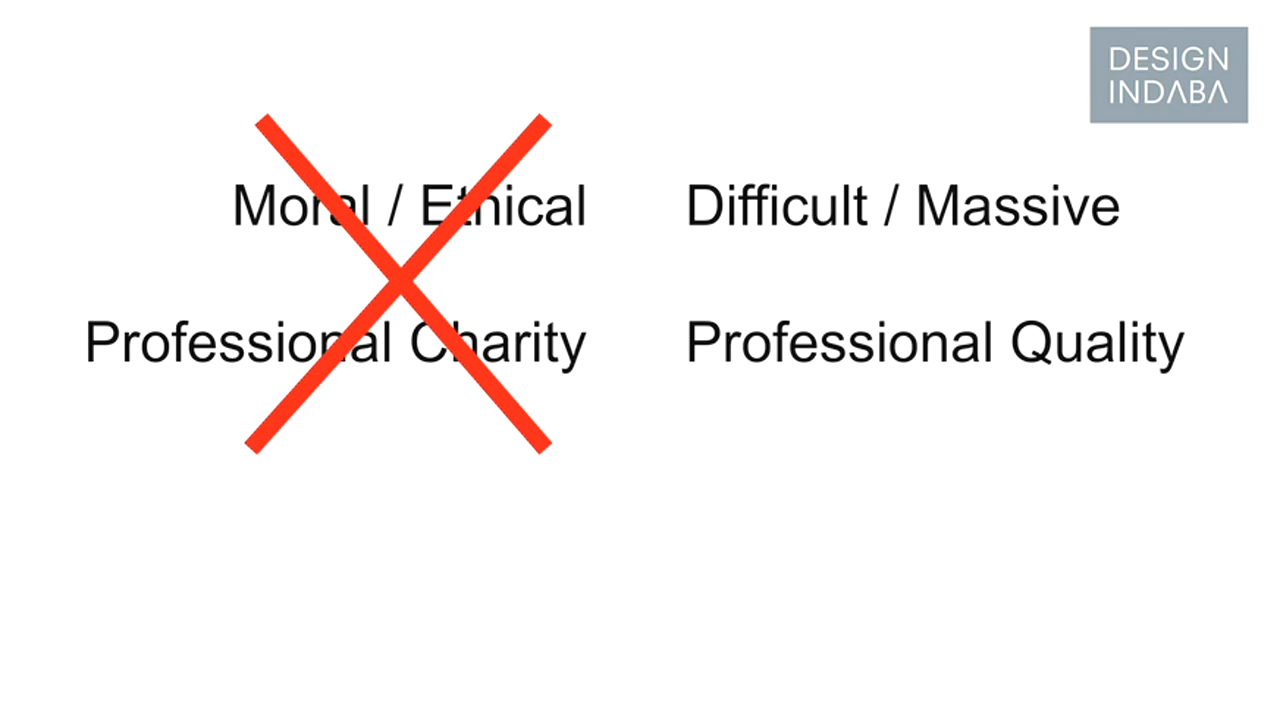 DESIGN
INDABA
Moral / Ethical
Difficult / Massive
Professional Charity
Professional Quality